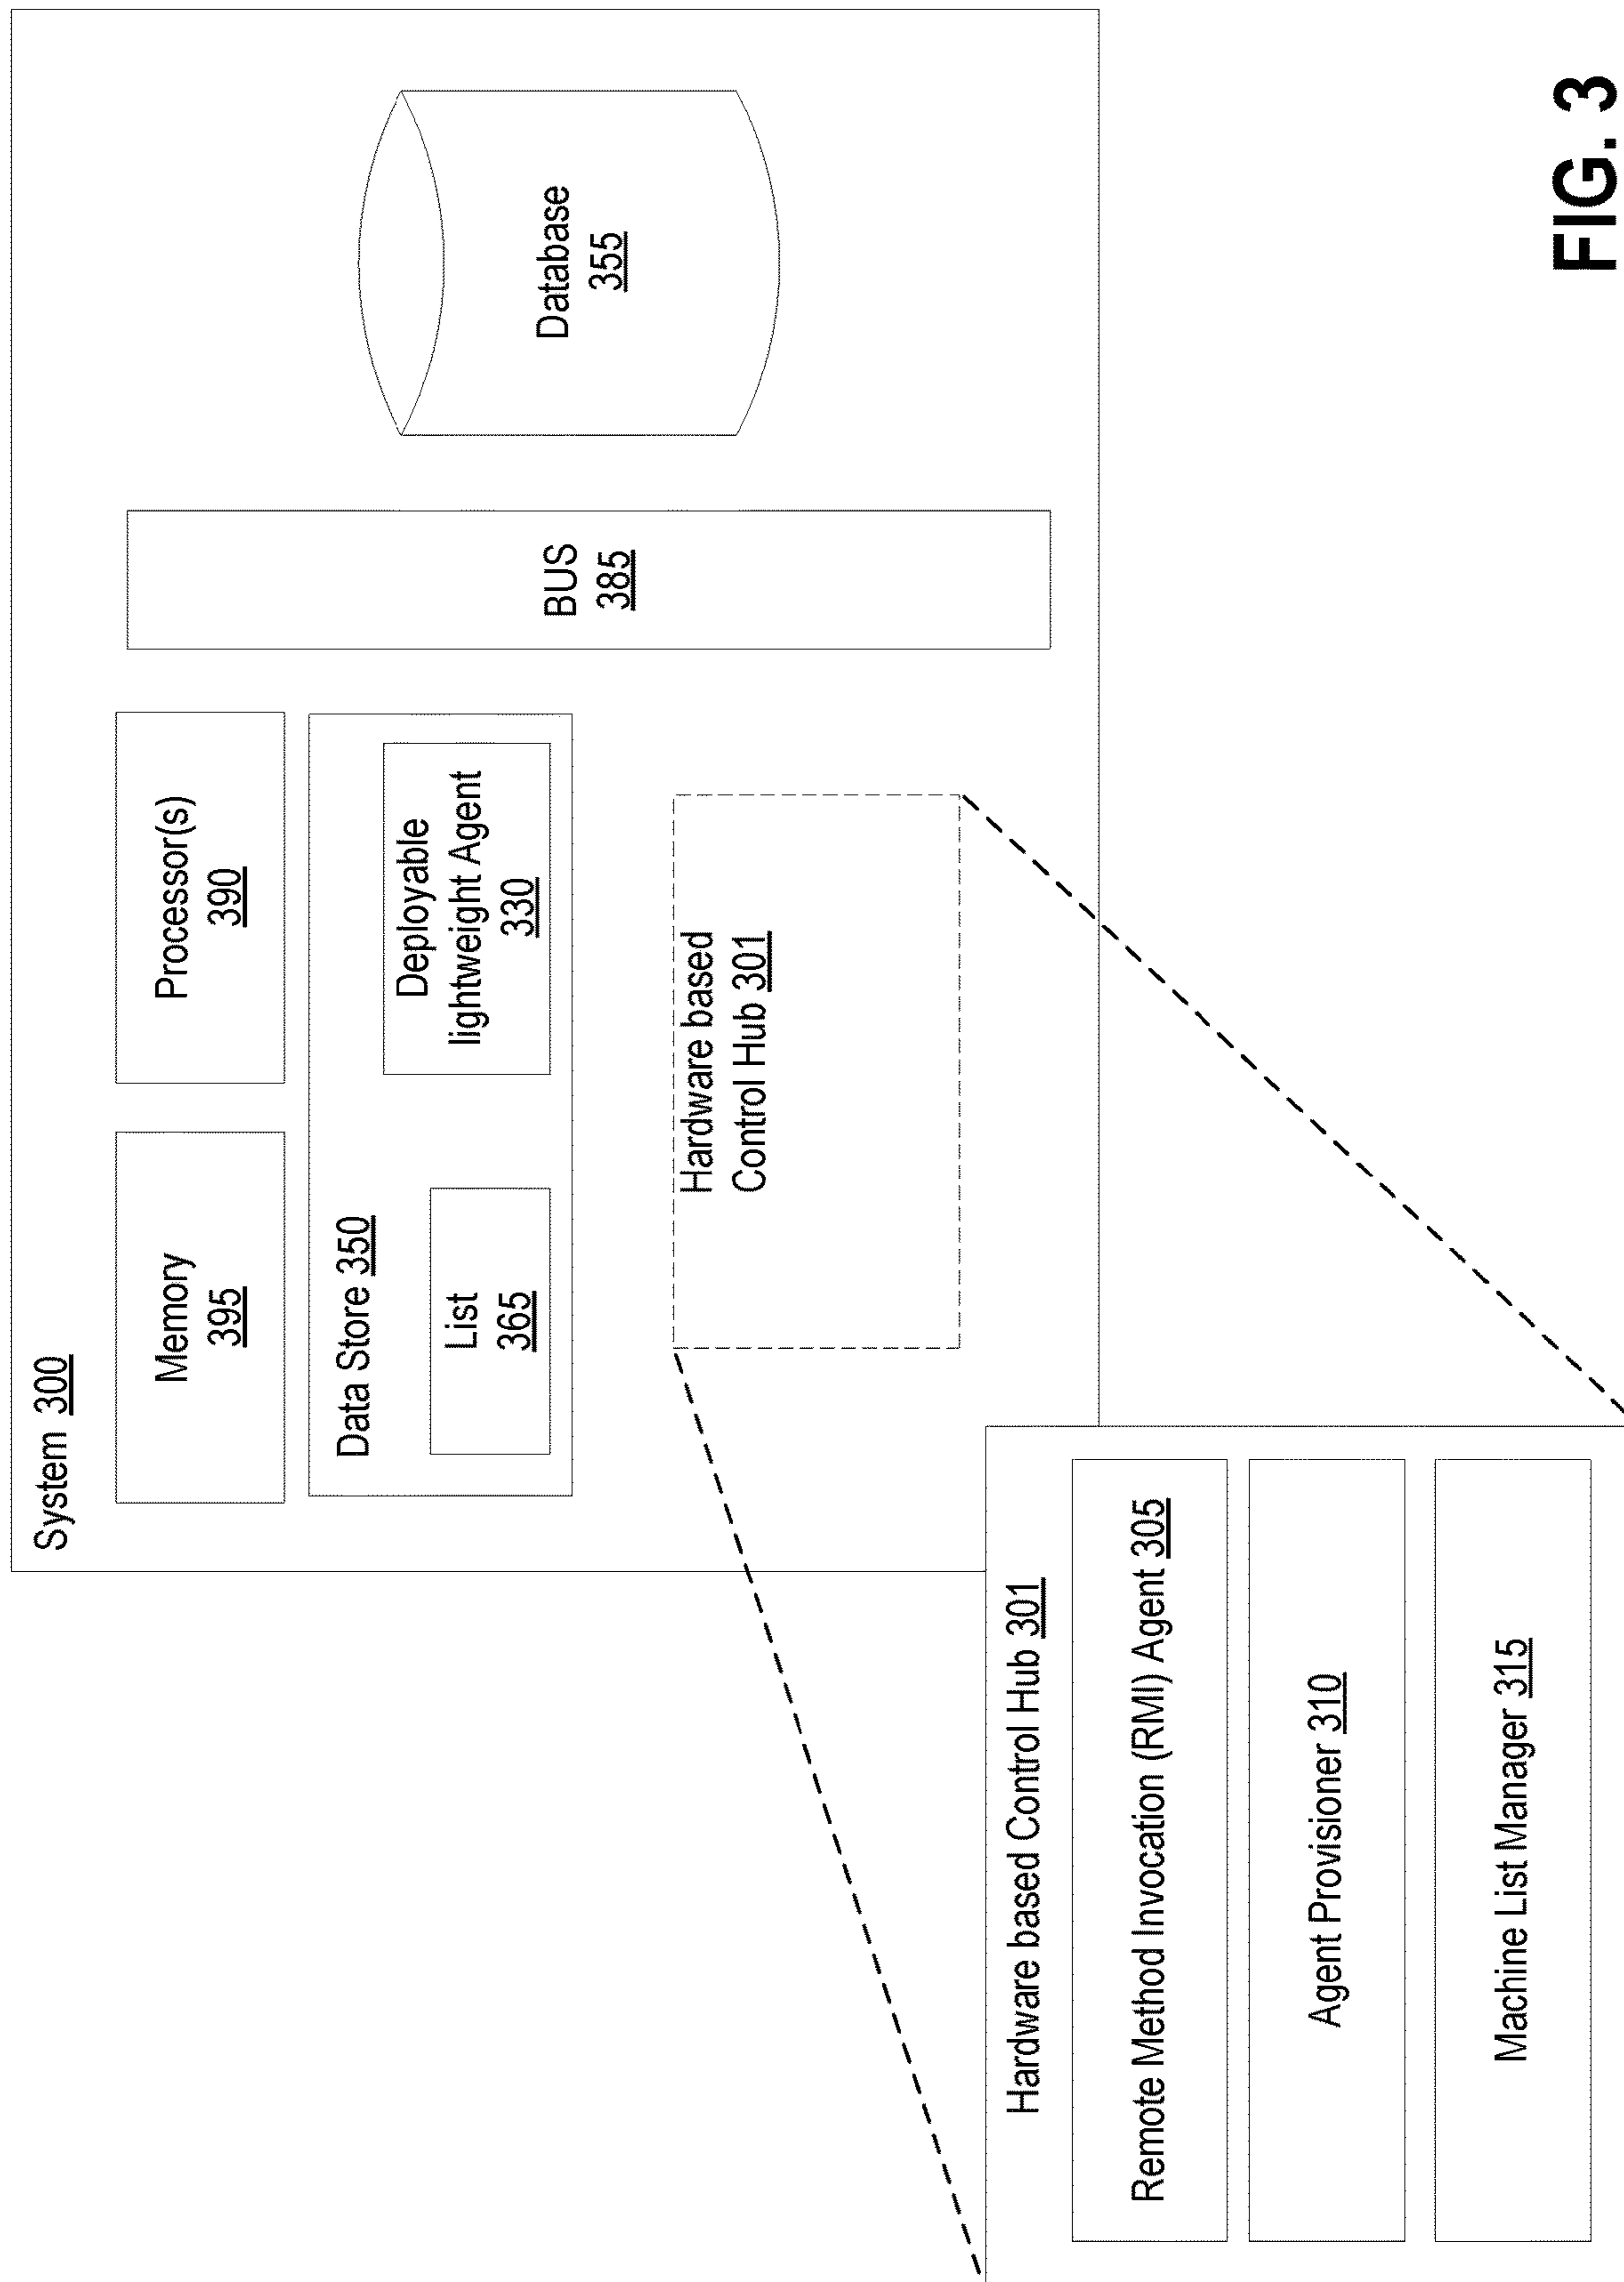 System 300
Memory
395
Processor(s)
390
Data Store 350
List
365
Deployable
lightweight Agent
330
Hardware based
Control Hub 301
BUS
385
Database
355
Hardware based Control Hub 301
Remote Method Invocation (RMI) Agent 305
Agent Provisioner 310
Machine List Manager 315
FIG. 3